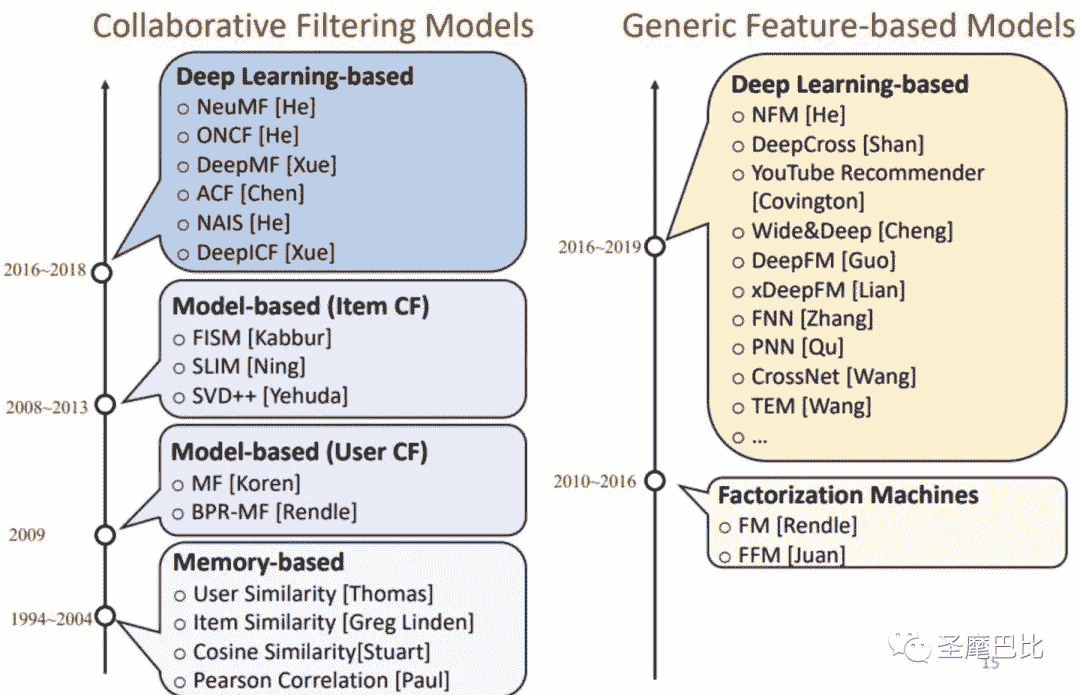 Collaborative Filtering Models
Deep Learning-based
○ NeuMF [He]
○ ONCF [He]
○ DeepMF [Xue]
○ ACF [Chen]
○ NAIS [He]
○ DeepICF [Xue]
2016~2018
Model-based (Item CF)
○ FISM [Kabbur]
○ SLIM [Ning]
○ SVD++ [Yehuda]
2008~2013
Model-based (User CF)
○ MF [Koren]
○ BPR-MF [Rendle]
2009
Memory-based
○ User Similarity [Thomas]
○ Item Similarity [Greg Linden]
○ Cosine Similarity[Stuart]
○ Pearson Correlation [Paul]
1994~2004
Generic Feature-based Models
Deep Learning-based
○ NFM [He]
○ DeepCross [Shan]
○ YouTube Recommender
[Covington]
○ Wide&Deep [Cheng]
○ DeepFM [Guo]
○ xDeepFM [Lian]
○ FNN [Zhang]
○ PNN [Qu]
○ CrossNet [Wang]
○ TEM [Wang]
○ ...
2016~2019
Factorization Machines
○ FM [Rendle]
○ FFM [Juan]
2010~2016
圣摩巴比
15